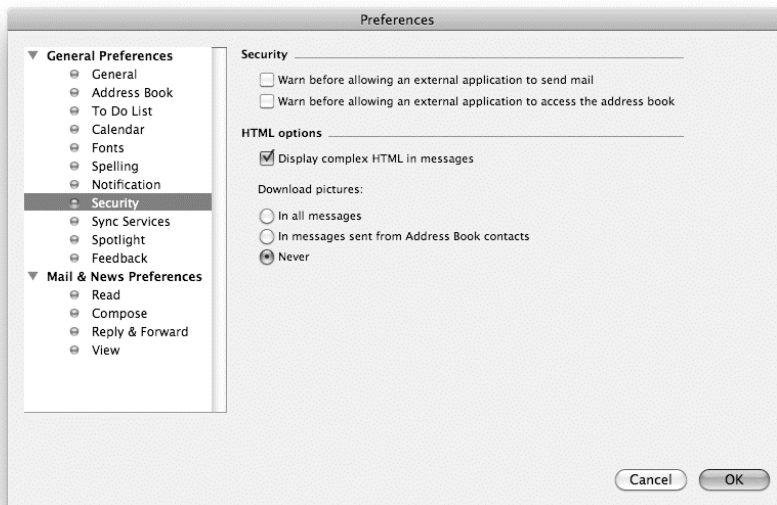 Preferences
General Preferences
General
Address Book
To Do List
Calendar
Fonts
Spelling
Notification
Security
Sync Services
Spotlight
Feedback
Mail & News Preferences
Read
Compose
Reply & Forward
View
Security
Warn before allowing an external application to send mail
Warn before allowing an external application to access the address book
HTML options
Display complex HTML in messages
Download pictures:
In all messages
In messages sent from Address Book contacts
Never
Cancel
OK